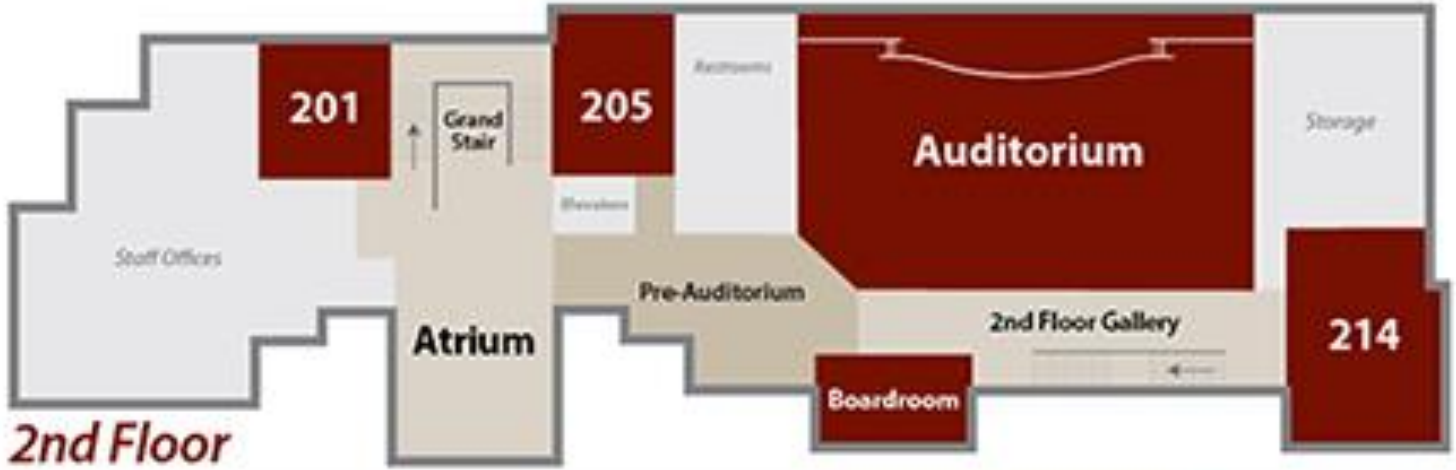 201
Grand
Stair
205
Restrooms
Auditorium
Storage
Elevators
Staff Offices
Pre-Auditorium
Atrium
2nd Floor Gallery
214
Boardroom
2nd Floor